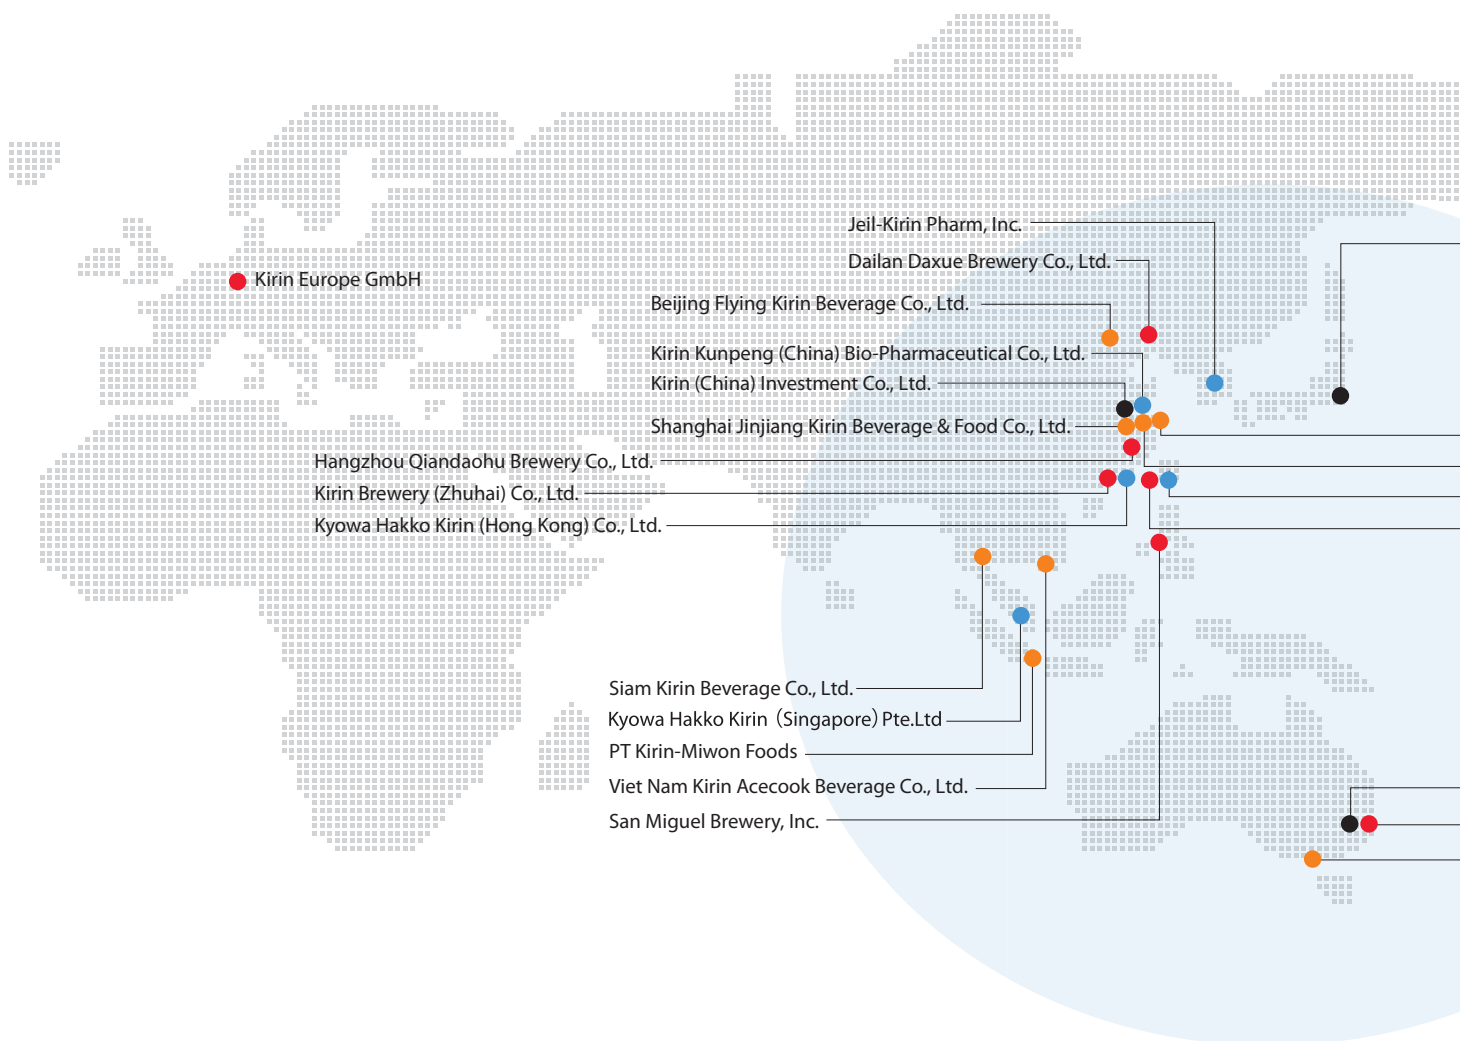 Jeil-Kirin Pharm, Inc.
Dailan Daxue Brewery Co., Ltd.
Kirin Europe GmbH
Beijing Flying Kirin Beverage Co., Ltd.
Kirin Kunpeng (China) Bio-Pharmaceutical Co., Ltd.
Kirin (China) Investment Co., Ltd.
Shanghai Jinjiang Kirin Beverage & Food Co., Ltd.
Hangzhou Qiandaohu Brewery Co., Ltd.
Kirin Brewery (Zhuhai) Co., Ltd.
Kyowa Hakko Kirin (Hong Kong) Co., Ltd.
Siam Kirin Beverage Co., Ltd.
Kyowa Hakko Kirin（Singapore）Pte.Ltd
PT Kirin-Miwon Foods
Viet Nam Kirin Acecook Beverage Co., Ltd.
San Miguel Brewery, Inc.